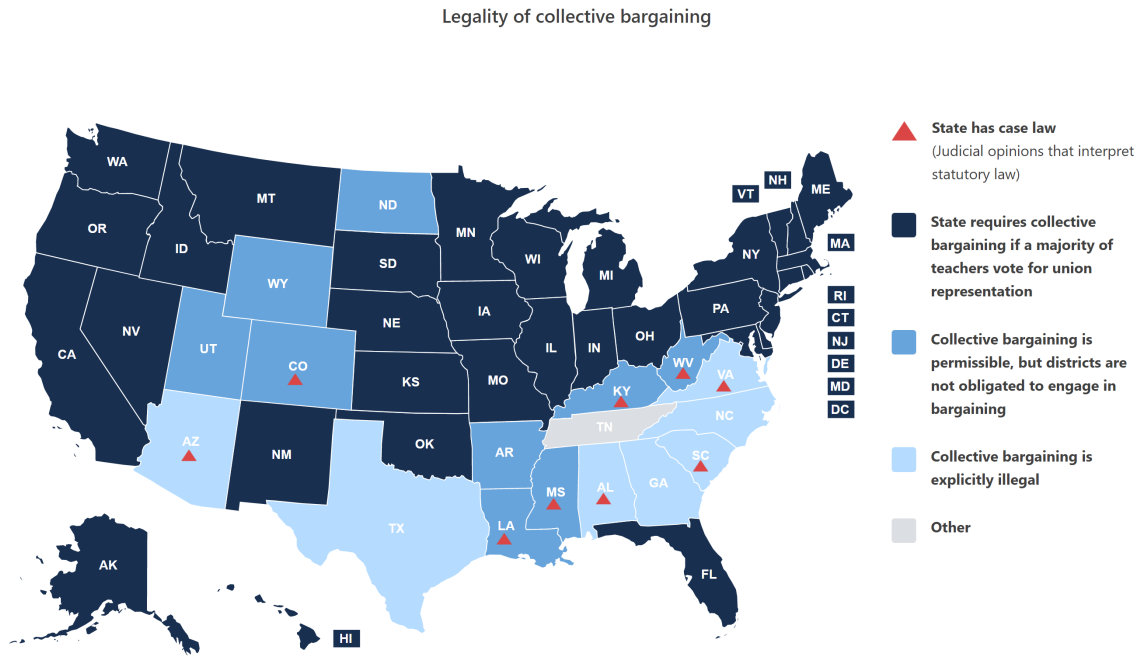 Legality of collective bargaining
WA
MT
ND
OR
ID
MN
SD
WI
WY
MI
NE
IA
NV
UT
CO
CA
KS
MO
IL
IN
OH
PA
NY
VT
NH
ME
MA
RI
CT
NJ
DE
MD
DC
WV
VA
KY
NC
TN
AZ
NM
OK
AR
SC
MS
AL
GA
TX
LA
FL
AK
HI
State has case law
(Judicial opinions that interpret
statutory law)
State requires collective
bargaining if a majority of
teachers vote for union
representation
Collective bargaining is
permissible, but districts are
not obligated to engage in
bargaining
Collective bargaining is
explicitly illegal
Other